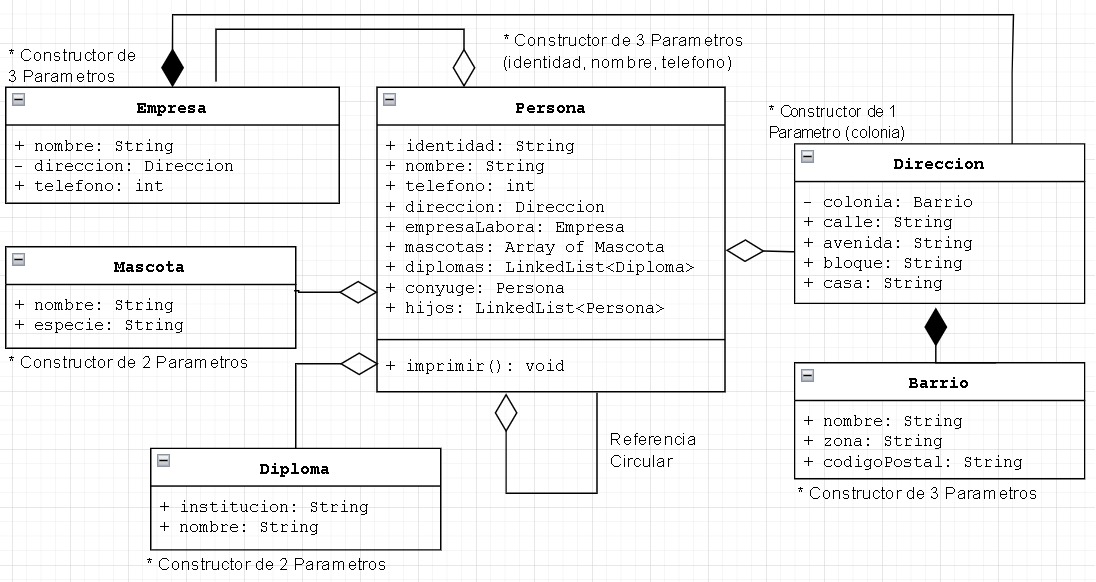 * Constructor de
3 Parametros
Empresa
+ nombre: String
- direccion: Direccion
+ telefono: int
* Constructor de 3 Parametros
(identidad, nombre, telefono)
Persona
+ identidad: String
+ nombre: String
+ telefono: int
+ direccion: Direccion
+ empresaLabora: Empresa
+ mascotas: Array of Mascota
+ diplomas: LinkedList<Diploma>
+ conyuge: Persona
+ hijos: LinkedList<Persona>
+ imprimir(): void
* Constructor de 1
Parametro (colonia)
Direccion
- colonia: Barrio
+ calle: String
+ avenida: String
+ bloque: String
+ casa: String
Mascota
+ nombre: String
+ especie: String
* Constructor de 2 Parametros
Referencia
Circular
Barrio
+ nombre: String
+ zona: String
+ codigoPostal: String
* Constructor de 3 Parametros
Diploma
+ institucion: String
+ nombre: String
* Constructor de 2 Parametros